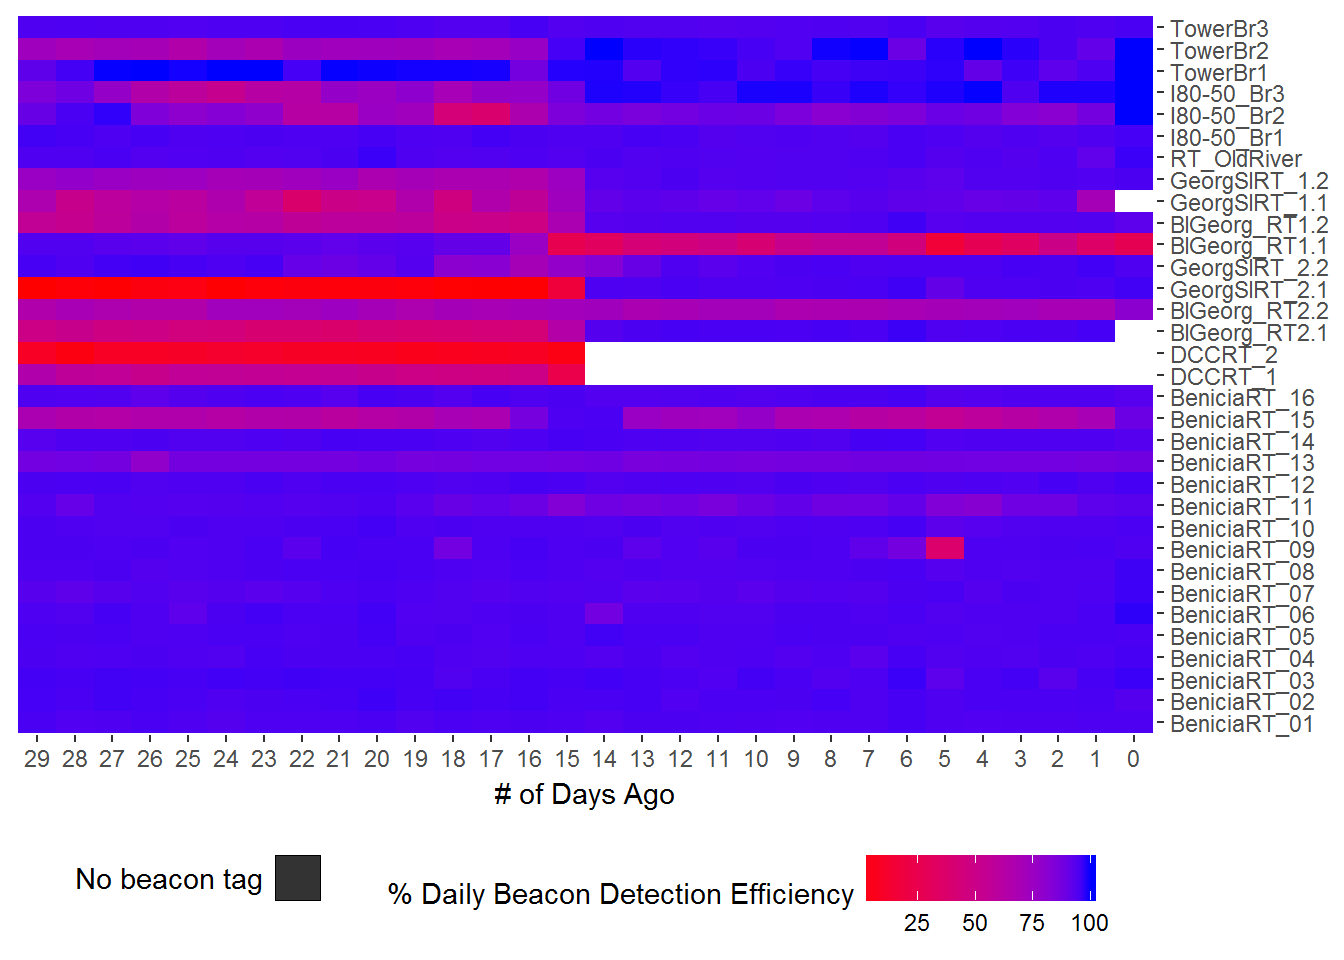 TowerBr3
TowerBr2
TowerBr1
I80-50_Br3
I80-50_Br2
I80-50_Br1
RT_OldRiver
GeorgSlRT_1.2
GeorgSlRT_1.1
BlGeorg_RT1.2
BlGeorg_RT1.1
GeorgSlRT_2.2
GeorgSlRT_2.1
BlGeorg_RT2.2
BlGeorg_RT2.1
DCCRT_2
DCCRT_1
BeniciaRT_16
BeniciaRT_15
BeniciaRT_14
BeniciaRT_13
BeniciaRT_12
BeniciaRT_11
BeniciaRT_10
BeniciaRT_09
BeniciaRT_08
BeniciaRT_07
BeniciaRT_06
BeniciaRT_05
BeniciaRT_04
BeniciaRT_03
BeniciaRT_02
BeniciaRT_01
29 28 27 26 25 24 23 22 21 20 19 18 17 16 15 14 13 12 11 10 9 8 7 6 5 4 3 2 1 0
# of Days Ago
No beacon tag
% Daily Beacon Detection Efficiency
25 50 75 100